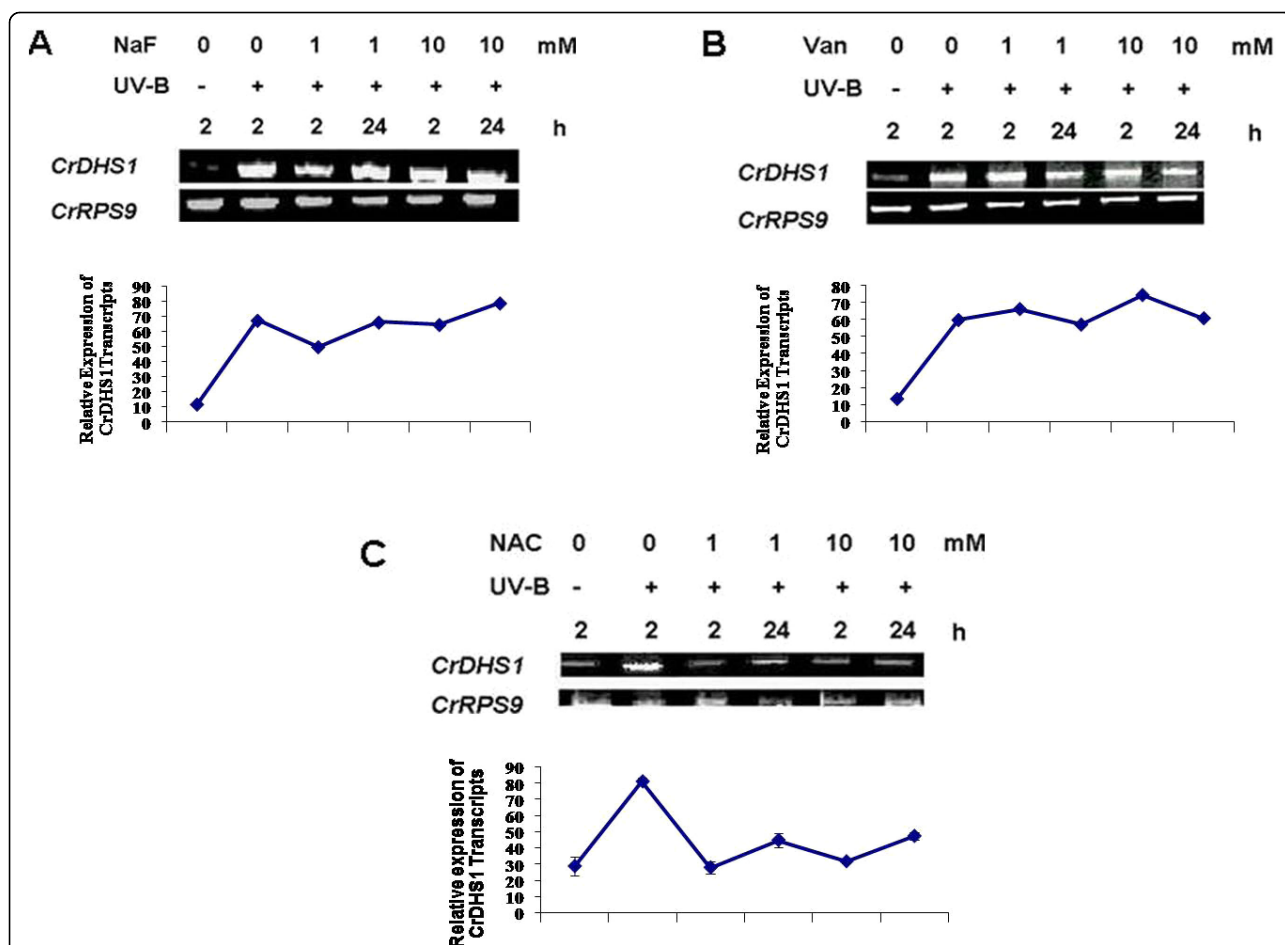 A
NaF 0 0 1 1 10 10 mM
UV-B - + + + + +
2 2 2 24 2 24 h
CrDHS1
CrRPS9
Relative Expression of
CrDHS1Transcripts
90
80
70
60
50
40
30
20
10
0
B
Van 0 0 1 1 10 10 mM
UV-B - + + + + +
2 2 2 24 2 24 h
CrDHS1
CrRPS9
Relative Expression of
CrDHS1 Transcripts
80
70
60
50
40
30
20
10
0
C
NAC 0 0 1 1 10 10 mM
UV-B - + + + + +
2 2 2 24 2 24 h
CrDHS1
CrRPS9
Relative expression of
CrDHS1 Transcripts
90
80
70
60
50
40
30
20
10
0